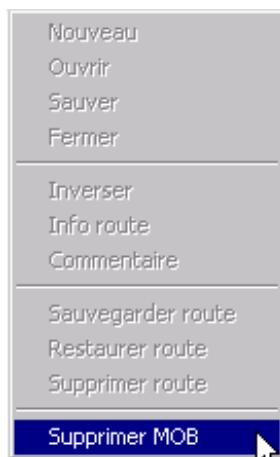 Nouveau
Ouvrir
Sauver
Fermer
Inverser
Info route
Commentaire
Sauvegarder route
Restaurer route
Supprimer route
Supprimer MOB